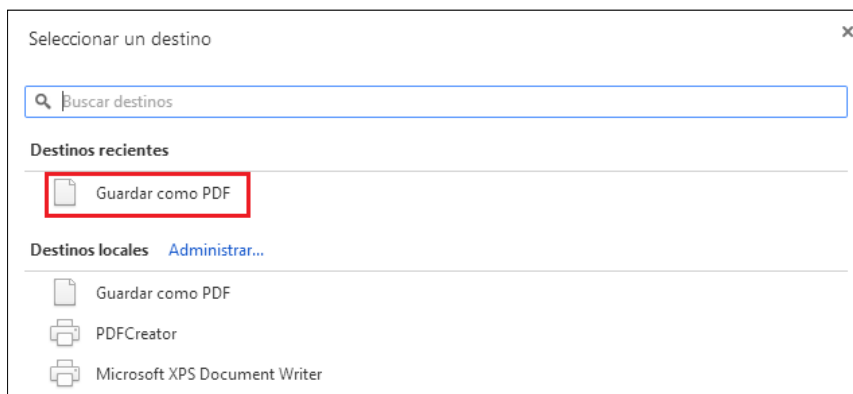 Seleccionar un destino
Buscar destinos
Destinos recientes
Guardar como PDF
Destinos locales Administrar...
Guardar como PDF
PDFCreator
Microsoft XPS Document Writer